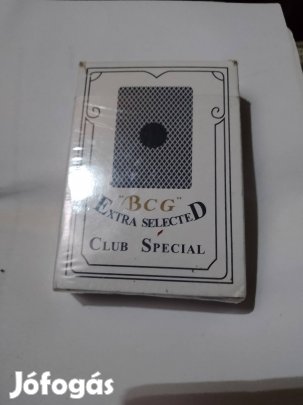 "BCG"
EXTRA SELECTED
CLUB SPECIAL
Jófogás